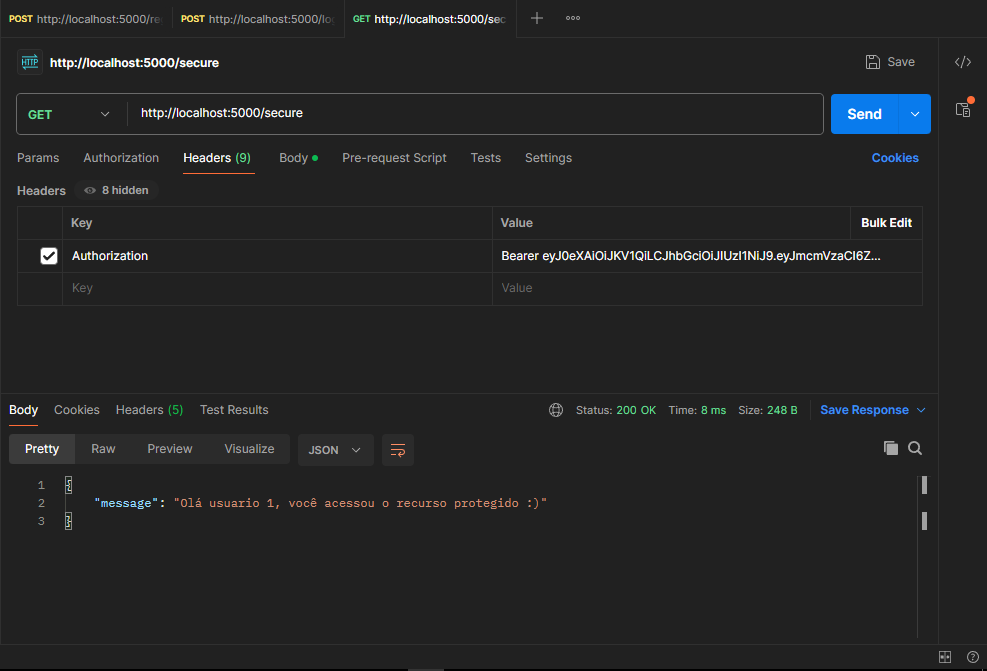 POST http://localhost:5000/re POST http://localhost:5000/lo GET http://localhost:5000/sec
HTTP http://localhost:5000/secure Save
GET http://localhost:5000/secure Send
Params Authorization Headers (9) Body Pre-request Script Tests Settings Cookies
Headers 8 hidden
Key Value Bulk Edit
Authorization Bearer eyJ0eXAiOiJKV1QiLCJhbGciOiJIUzI1NiJ9.eyJmcmVzaCI6Z...
Key Value
Body Cookies Headers (5) Test Results Status: 200 OK Time: 8 ms Size: 248 B Save Response
Pretty Raw Preview Visualize JSON
1 {
2 "message": "Olá usuario 1, você acessou o recurso protegido :)"
3 }